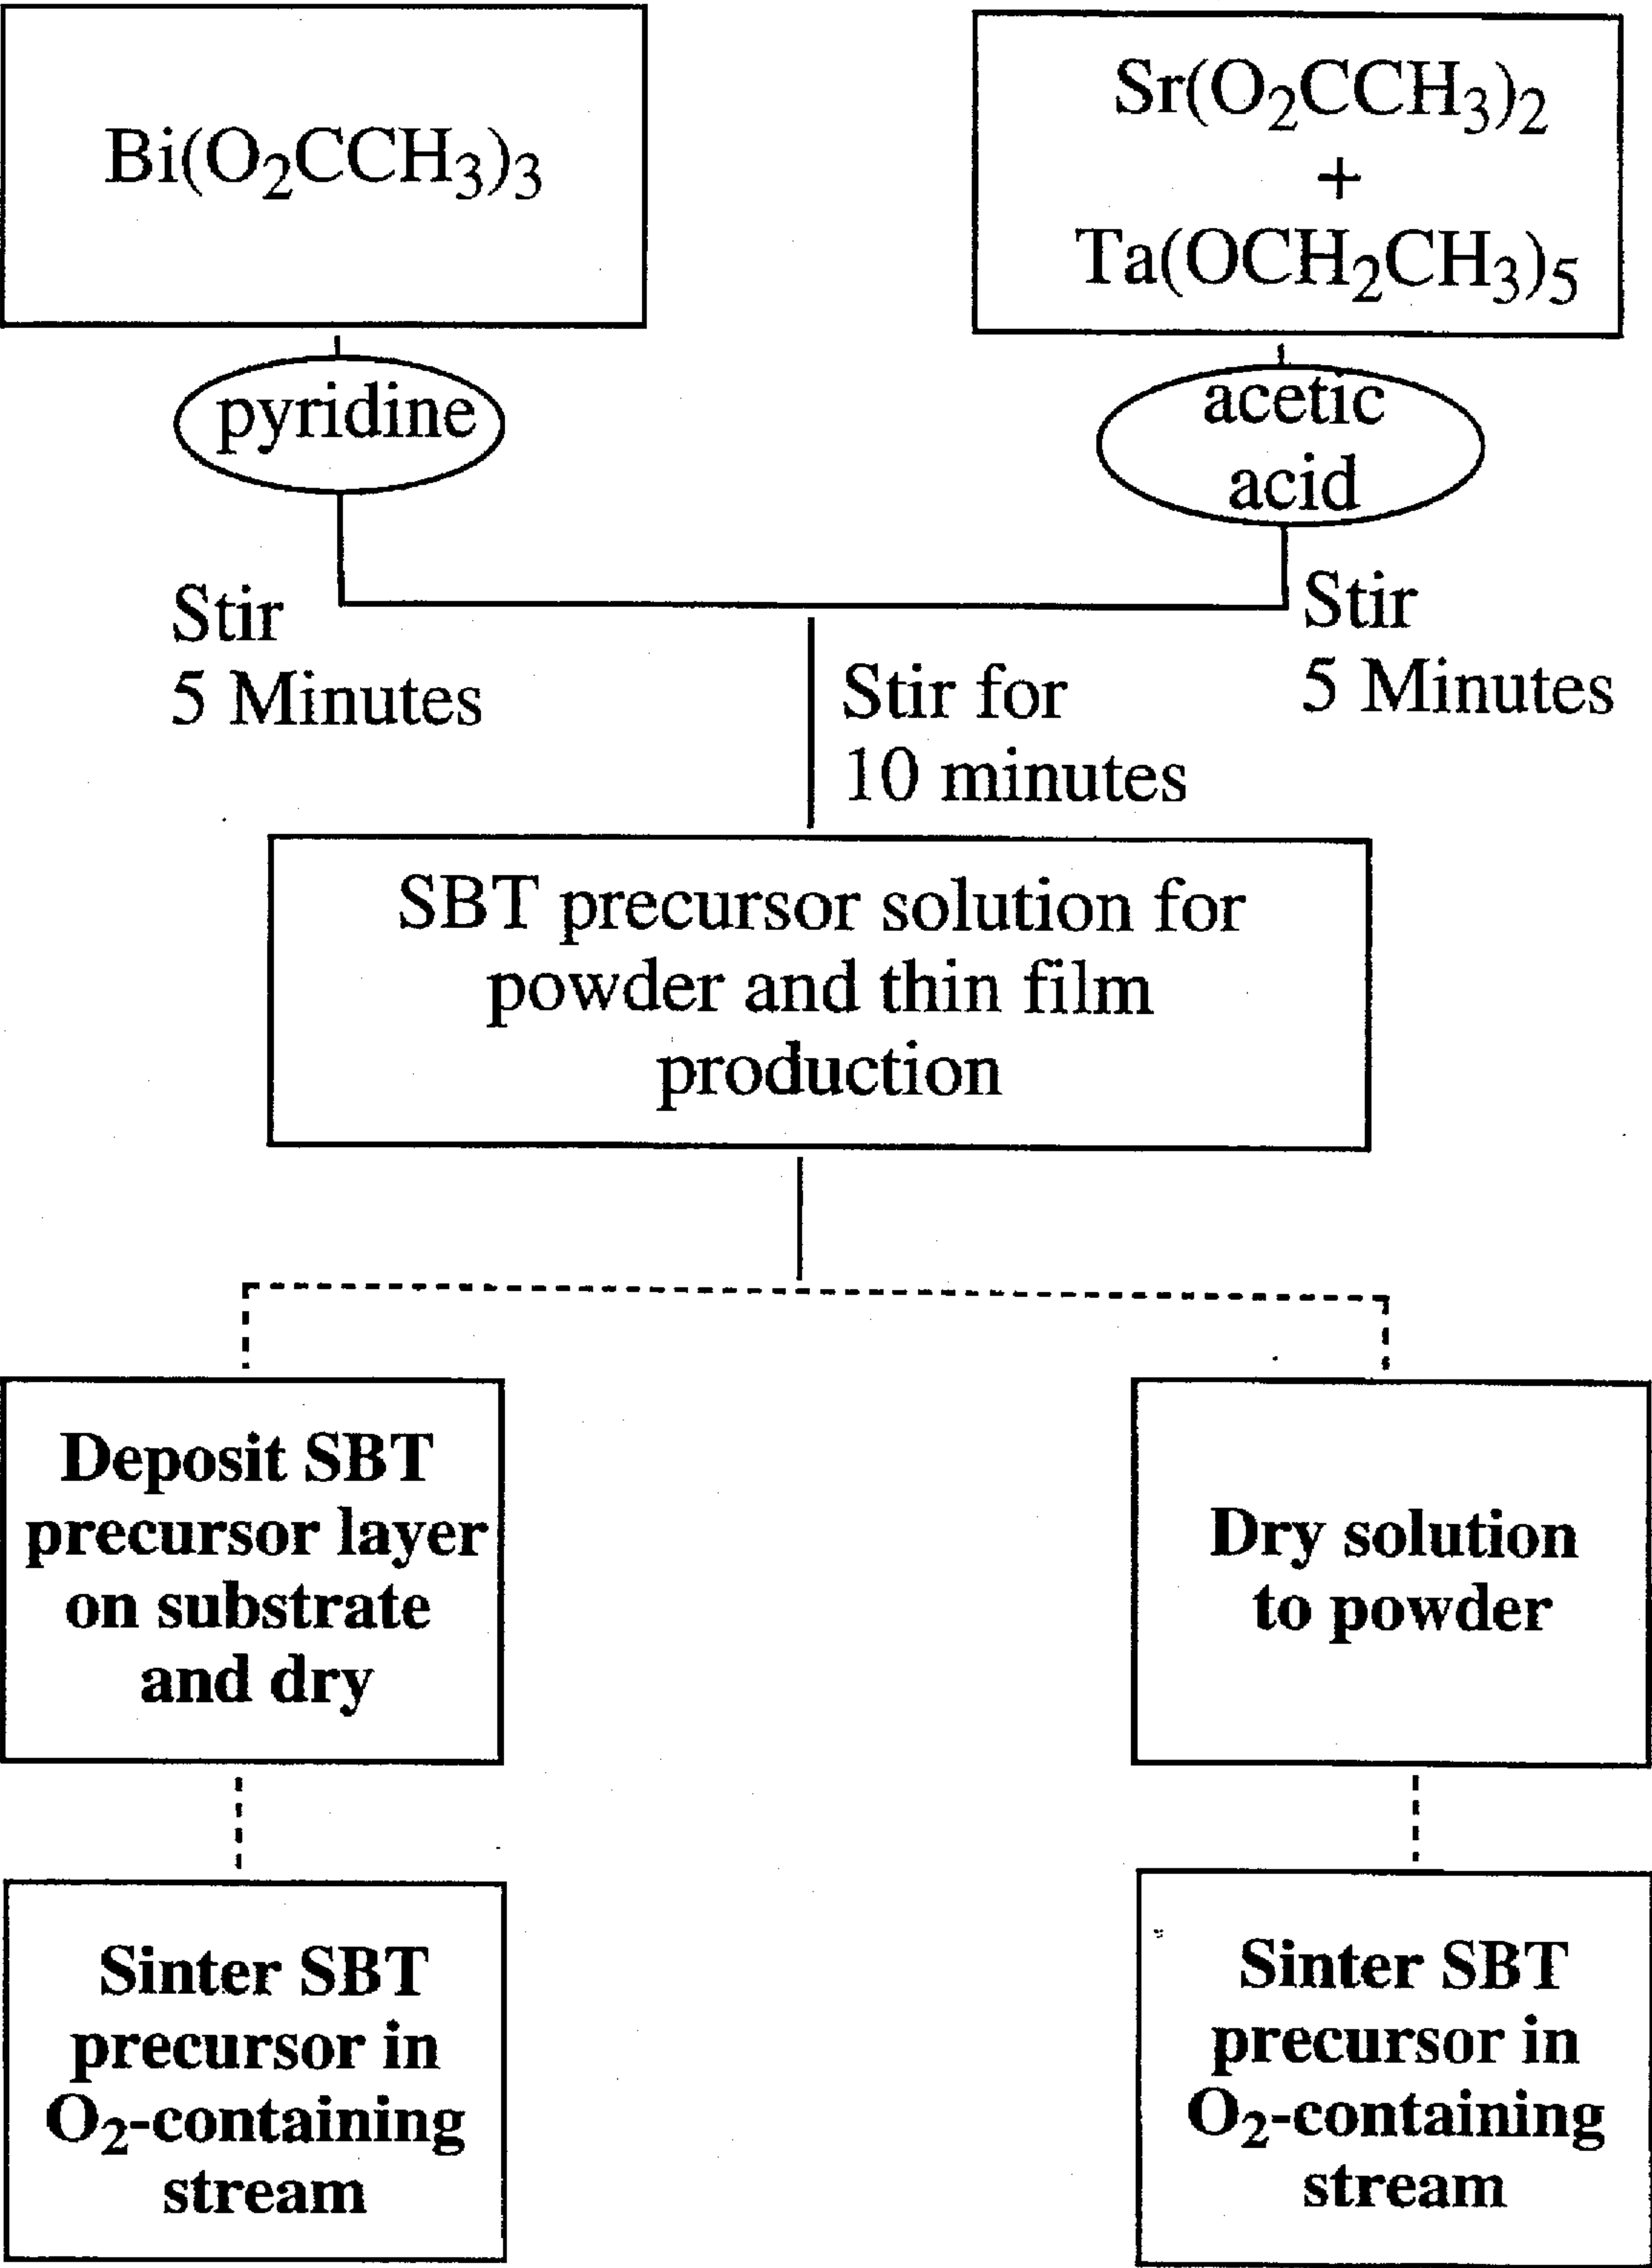 Bi(O₂CCH₃)₃
Sr(O₂CCH₃)₂
+
Ta(OCH₂CH₃)₅
pyridine
acetic
acid
Stir
5 Minutes
Stir
5 Minutes
Stir for
10 minutes
SBT precursor solution for
powder and thin film
production
Deposit SBT
precursor layer
on substrate
and dry
Dry solution
to powder
Sinter SBT
precursor in
O₂-containing
stream
Sinter SBT
precursor in
O₂-containing
stream